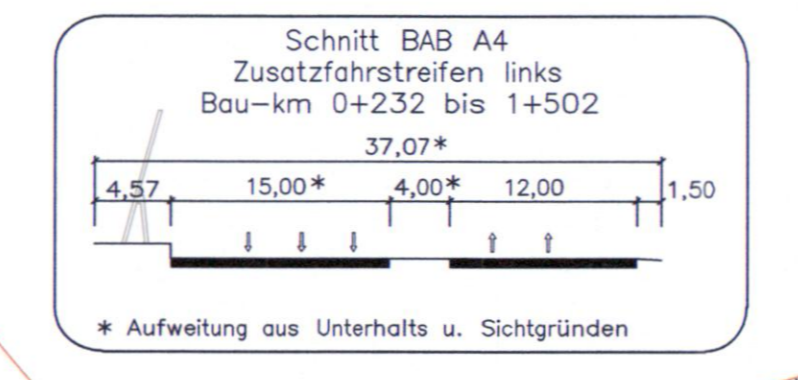 Schnitt BAB A4
Zusatzfahrstreifen links
Bau-km 0+232 bis 1+502
37,07*
4,57 15,00* 4,00* 12,00 1,50
* Aufweitung aus Unterhalts u. Sichtgründen